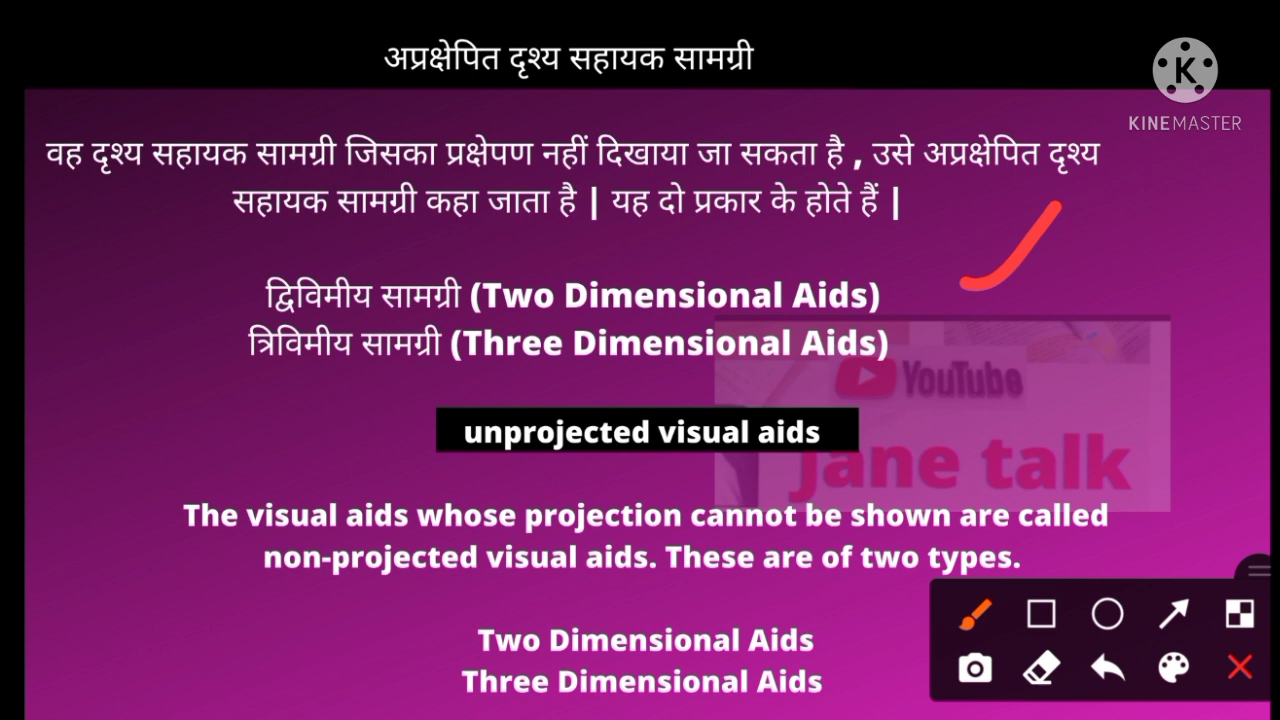 अप्रक्षेपित दृश्य सहायक सामग्री
K
KINEMASTER
वह दृश्य सहायक सामग्री जिसका प्रक्षेपण नहीं दिखाया जा सकता है , उसे अप्रक्षेपित दृश्य
सहायक सामग्री कहा जाता है | यह दो प्रकार के होते हैं |
द्विविमीय सामग्री (Two Dimensional Aids)
त्रिविमीय सामग्री (Three Dimensional Aids)
YouTube
unprojected visual aids
jane talk
The visual aids whose projection cannot be shown are called
non-projected visual aids. These are of two types.
Two Dimensional Aids
Three Dimensional Aids